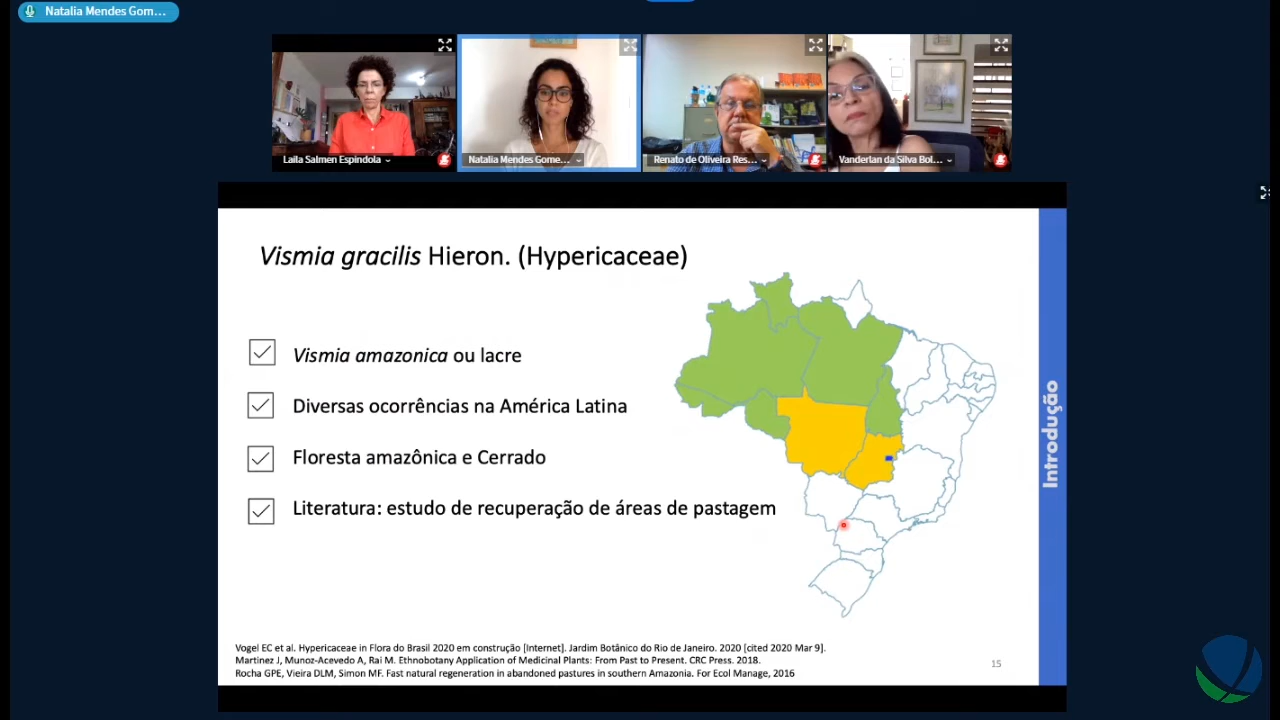 Natalia Mendes Gom...
Laila Salmen Espindola
Natalia Mendes Gome...
Renato de Oliveira Res...
Vanderlan da Silva Bol...
Vismia gracilis Hieron. (Hypericaceae)
Vismia amazonica ou lacre
Diversas ocorrências na América Latina
Floresta amazônica e Cerrado
Literatura: estudo de recuperação de áreas de pastagem
Introdução
Vogel EC et al. Hypericaceae in Flora do Brasil 2020 em construção [Internet]. Jardim Botânico do Rio de Janeiro. 2020 [cited 2020 Mar 9].
Martinez J, Munoz-Acevedo A, Rai M. Ethnobotany Application of Medicinal Plants: From Past to Present. CRC Press. 2018.
Rocha GPE, Vieira DLM, Simon MF. Fast natural regeneration in abandoned pastures in southern Amazonia. For Ecol Manage, 2016
15